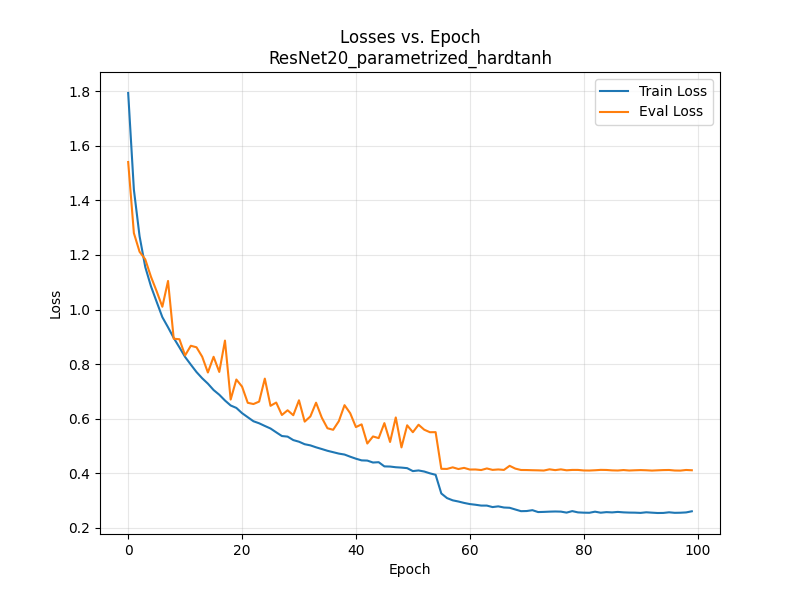 Losses vs. Epoch
ResNet20_parametrized_hardtanh
Train Loss
Eval Loss
1.8
1.6
1.4
1.2
1.0
0.8
0.6
0.4
0.2
Loss
0 20 40 60 80 100
Epoch